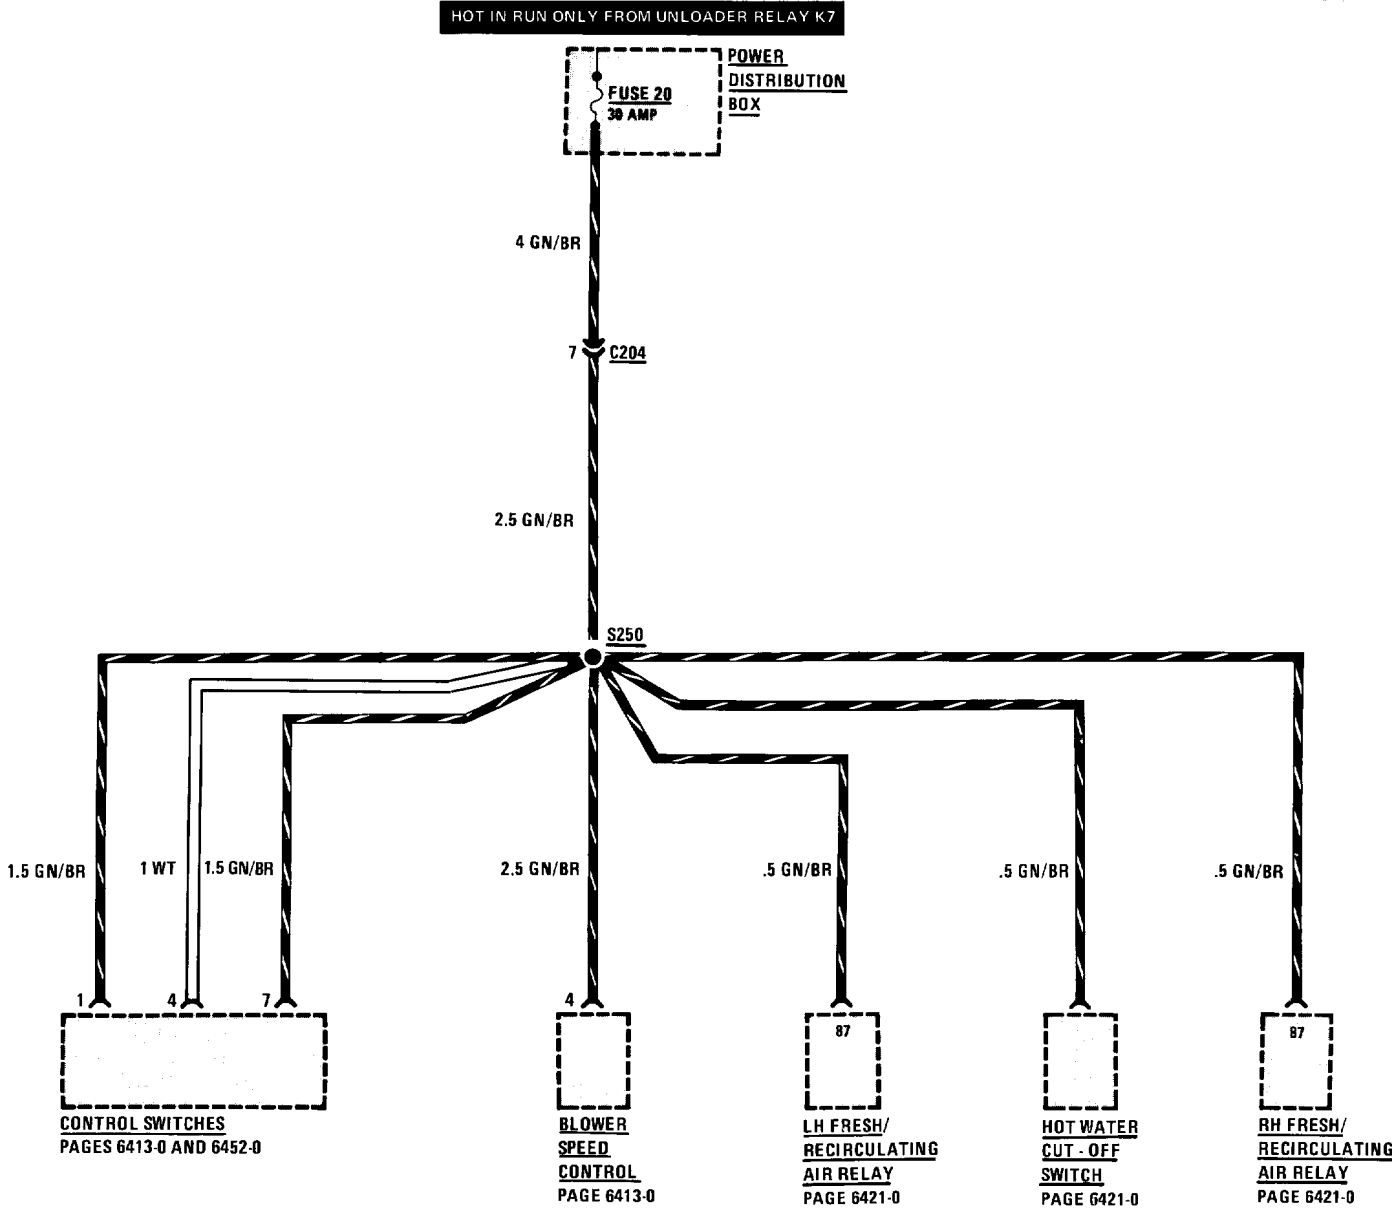 HOT IN RUN ONLY FROM UNLOADER RELAY K7
POWER
DISTRIBUTION
BOX
FUSE 20
30 AMP
4 GN/BR
7
C204
2.5 GN/BR
S250
1.5 GN/BR
1 WT
1.5 GN/BR
2.5 GN/BR
.5 GN/BR
.5 GN/BR
.5 GN/BR
1
4
7
4
87
87
CONTROL SWITCHES
PAGES 6413-0 AND 6452-0
BLOWER
SPEED
CONTROL
PAGE 6413-0
LH FRESH/
RECIRCULATING
AIR RELAY
PAGE 6421-0
HOT WATER
CUT - OFF
SWITCH
PAGE 6421-0
RH FRESH/
RECIRCULATING
AIR RELAY
PAGE 6421-0